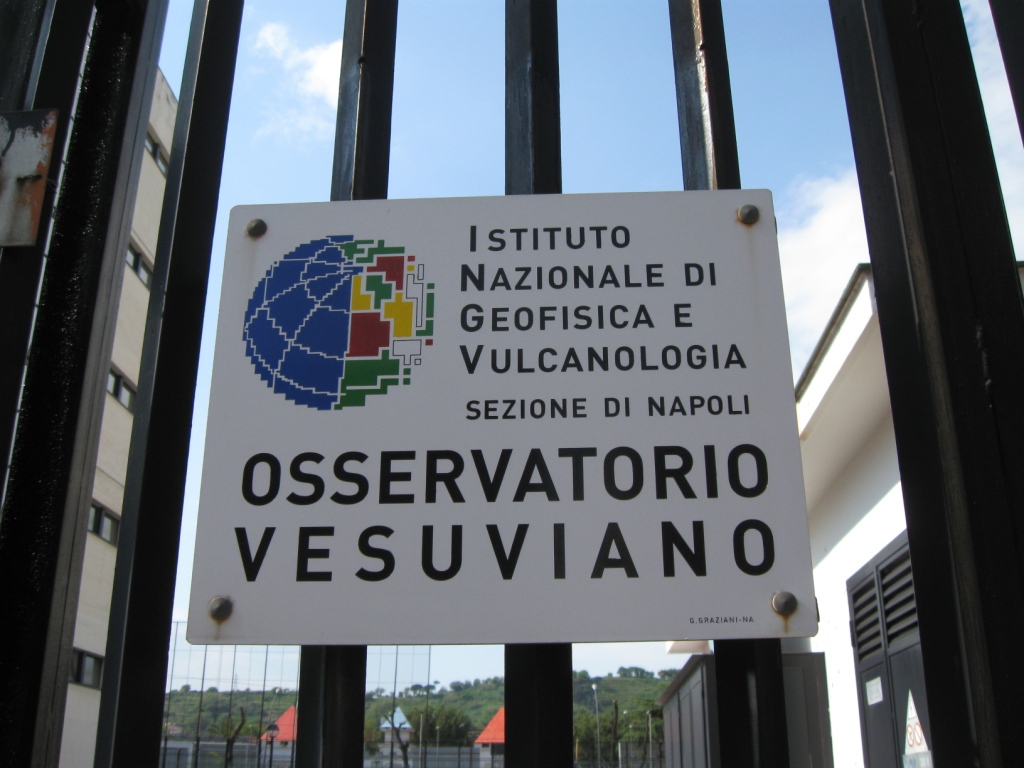 ISTITUTO
NAZIONALE DI
GEOFISICA E
VULCANOLOGIA
SEZIONE DI NAPOLI
OSSERVATORIO
VESUVIANO
G.GRAZIANI-NA